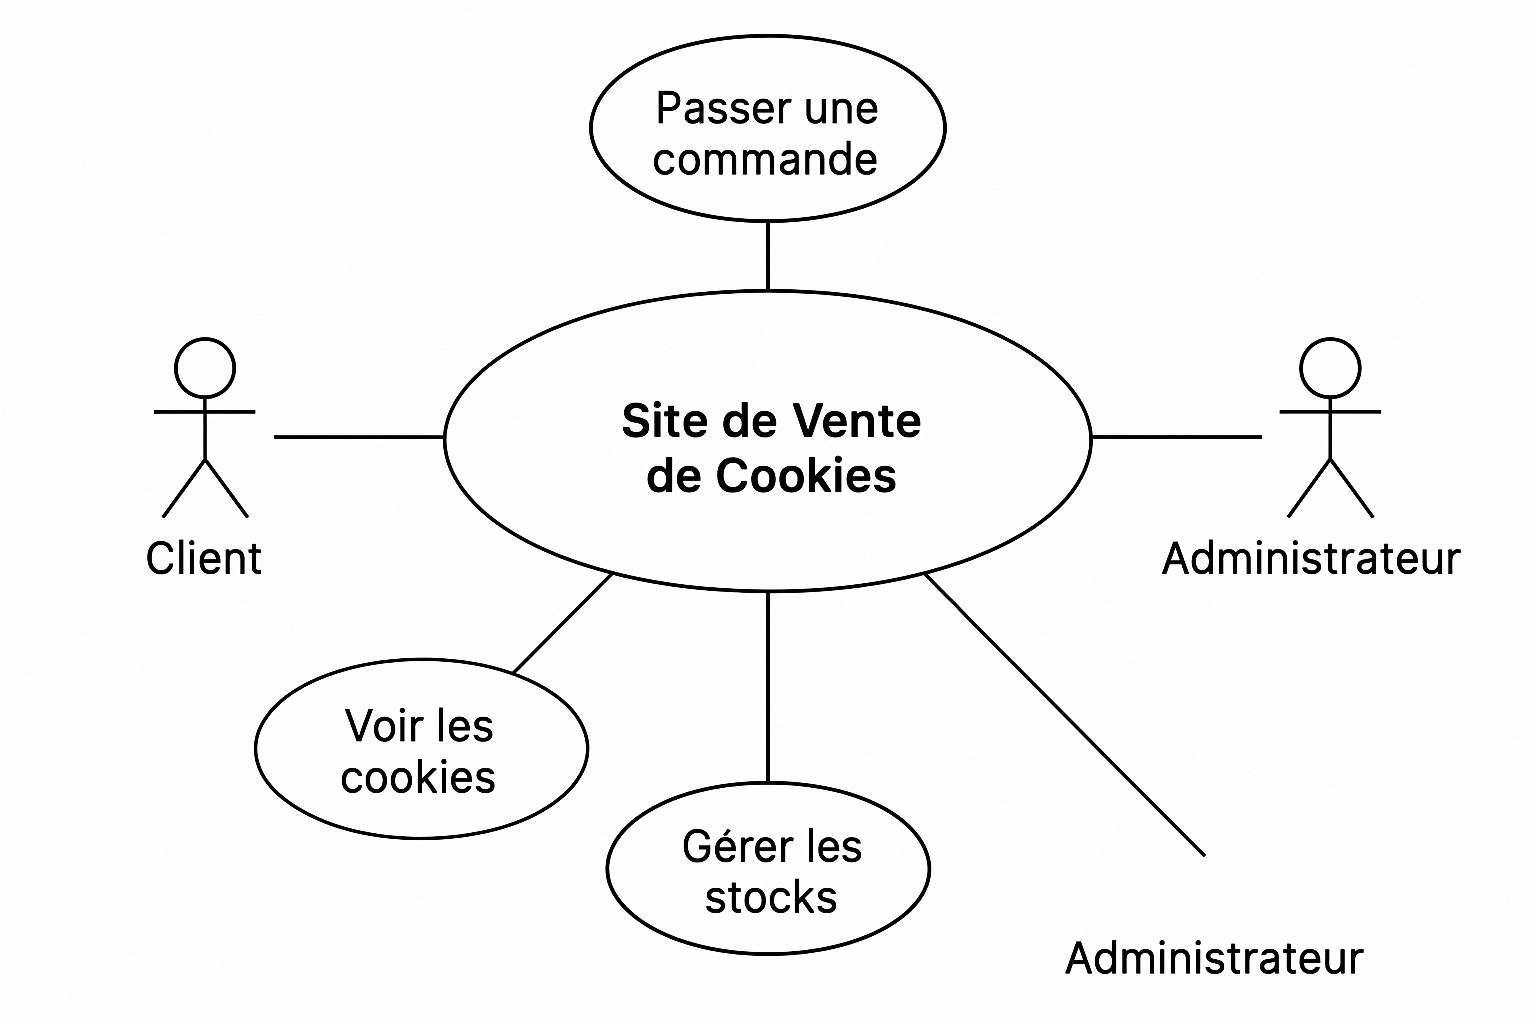 Passer une
commande
Site de Vente
de Cookies
Client
Administrateur
Voir les
cookies
Gérer les
stocks
Administrateur